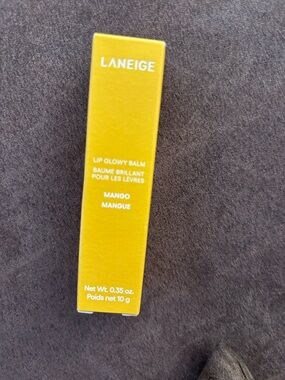 LANEIGE
LIP GLOWY BALM
BAUME BRILLANT
POUR LES LÈVRES
MANGO
MANGUE
Net Wt. 0.35 oz.
Poids net 10 g